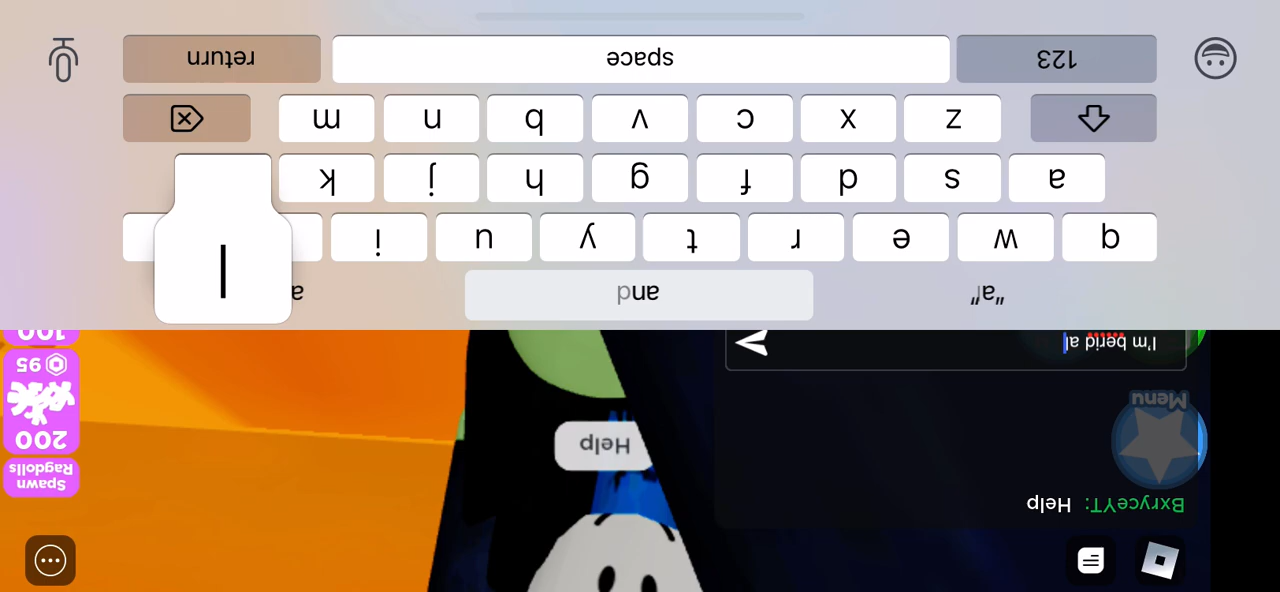 BxryceYT: Help
Spawn
Ragdolls
200
95
100
Help
Menu
I'm berid al
“al” and a
q w e r t y u i
l
a s d f g h j k
z x c v b n m
123 space return